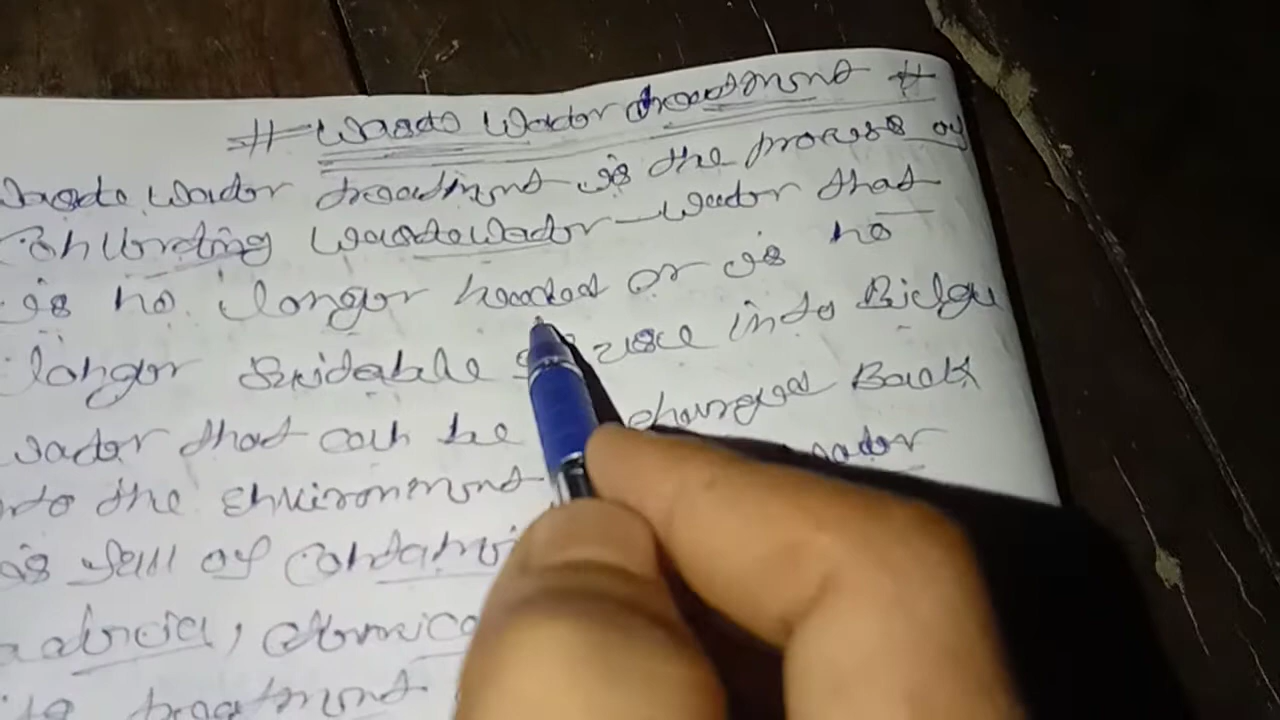 # Waste Water treatment #
Waste Water treatment is the process of
Converting Wastewater - Water that
is no longer needed or is no
longer Suitable use into Bilge
water that can be discharged Back
into the environment water
is full of
bacteria, chemica
its treatment